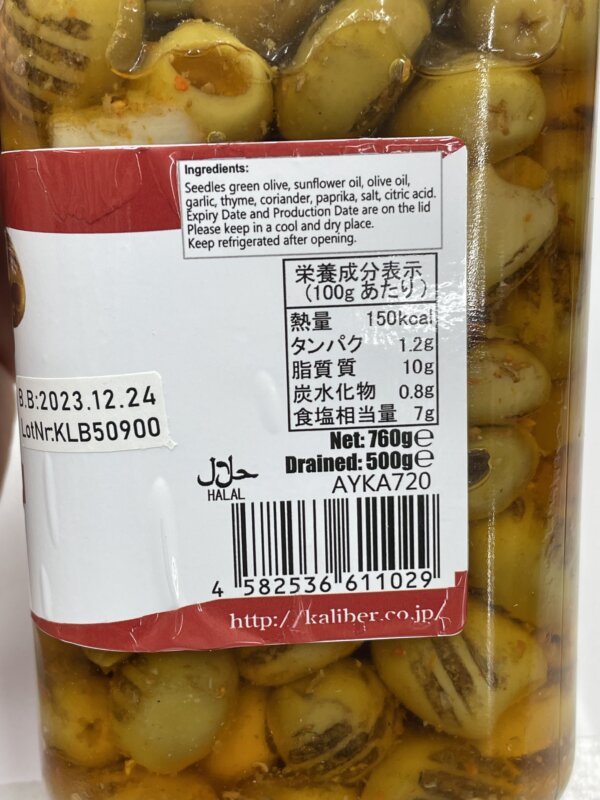 Ingredients:
Seedles green olive, sunflower oil, olive oil,
garlic, thyme, coriander, paprika, salt, citric acid.
Expiry Date and Production Date are on the lid
Please keep in a cool and dry place.
Keep refrigerated after opening.
栄養成分表示
(100g あたり)
熱量 150kcal
タンパク 1.2g
脂質質 10g
炭水化物 0.8g
食塩相当量 7g
Net: 760g℮
Drained: 500g℮
AYKA720
B.B:2023.12.24
LotNr:KLB50900
حلال
HALAL
4 582536 611029
http://kaliber.co.jp/